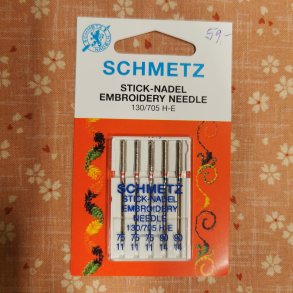 59-
SCHMETZ
STICK-NADEL
EMBROIDERY NEEDLE
130/705 H-E
SCHMETZ
STICK-NADEL
EMBROIDERY
NEEDLE
130/705 H-E
75 75 75 90 90
11 11 11 14 14